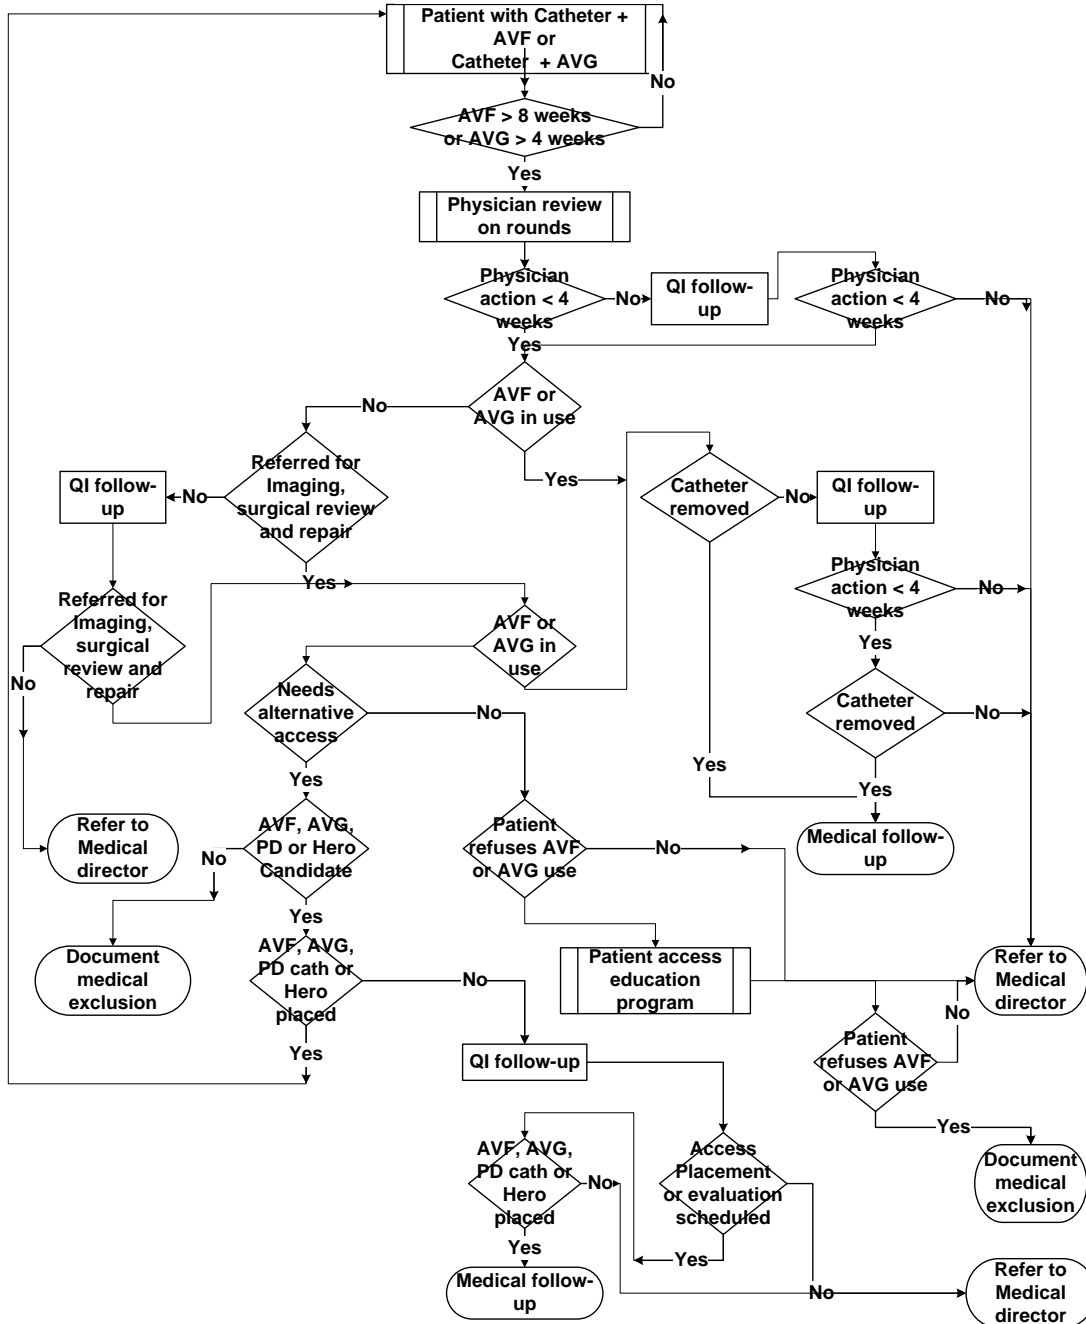 Patient with Catheter +
AVF or
Catheter + AVG
No
AVF > 8 weeks
or AVG > 4 weeks
Yes
Physician review
on rounds
Physician
action < 4
weeks
No
QI follow-
up
Physician
action < 4
weeks
No
Yes
AVF or
AVG in use
No
Yes
Referred for
Imaging,
surgical review
and repair
No
QI follow-
up
Catheter
removed
No
QI follow-
up
Yes
Physician
action < 4
weeks
No
Referred for
Imaging,
surgical
review and
repair
No
AVF or
AVG in
use
Yes
Needs
alternative
access
No
Catheter
removed
No
Yes
Yes
Yes
Refer to
Medical
director
AVF, AVG,
PD or Hero
Candidate
No
Patient
refuses AVF
or AVG use
No
Medical follow-
up
Yes
Document
medical
exclusion
AVF, AVG,
PD cath or
Hero
placed
No
Patient access
education
program
Refer to
Medical
director
No
Yes
QI follow-up
Patient
refuses AVF
or AVG use
Yes
AVF, AVG,
PD cath or
Hero
placed
No
Access
Placement
or evaluation
scheduled
Document
medical
exclusion
Yes
Yes
Medical follow-
up
No
Refer to
Medical
director